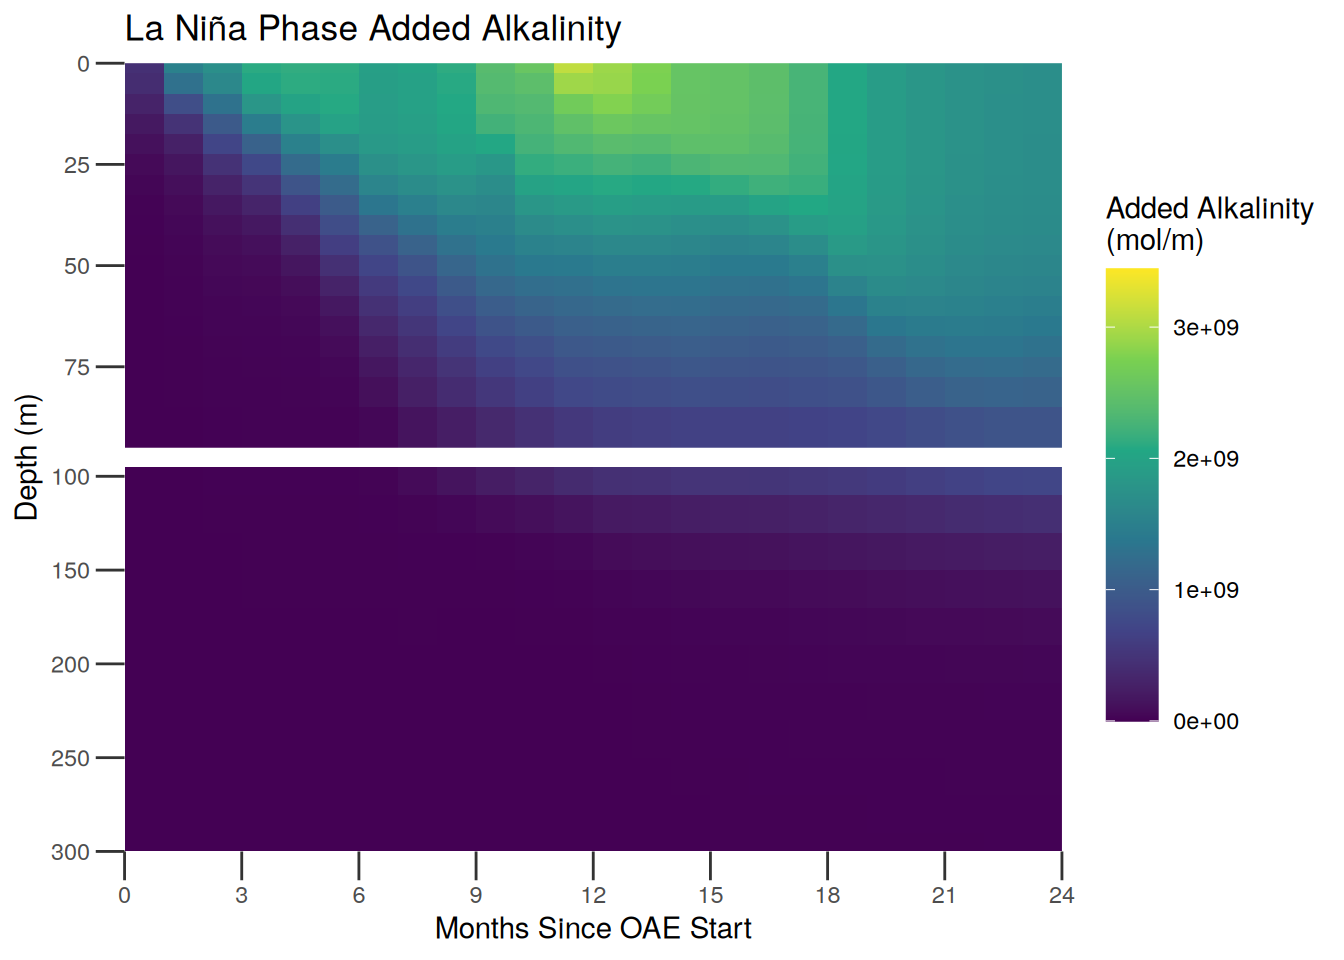 La Niña Phase Added Alkalinity
0
25
50
75
100
150
200
250
300
Depth (m)
0 3 6 9 12 15 18 21 24
Months Since OAE Start
Added Alkalinity
(mol/m)
3e+09
2e+09
1e+09
0e+00